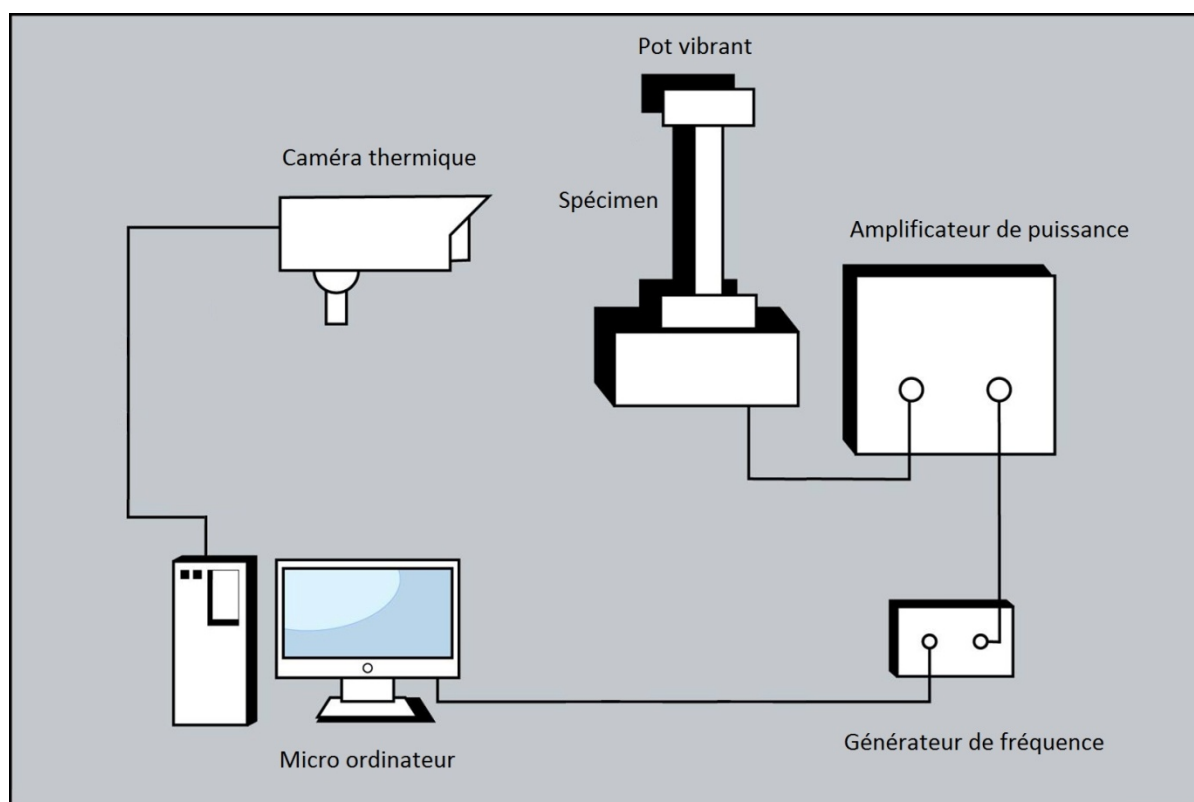 Pot vibrant
Caméra thermique
Spécimen
Amplificateur de puissance
Générateur de fréquence
Micro ordinateur